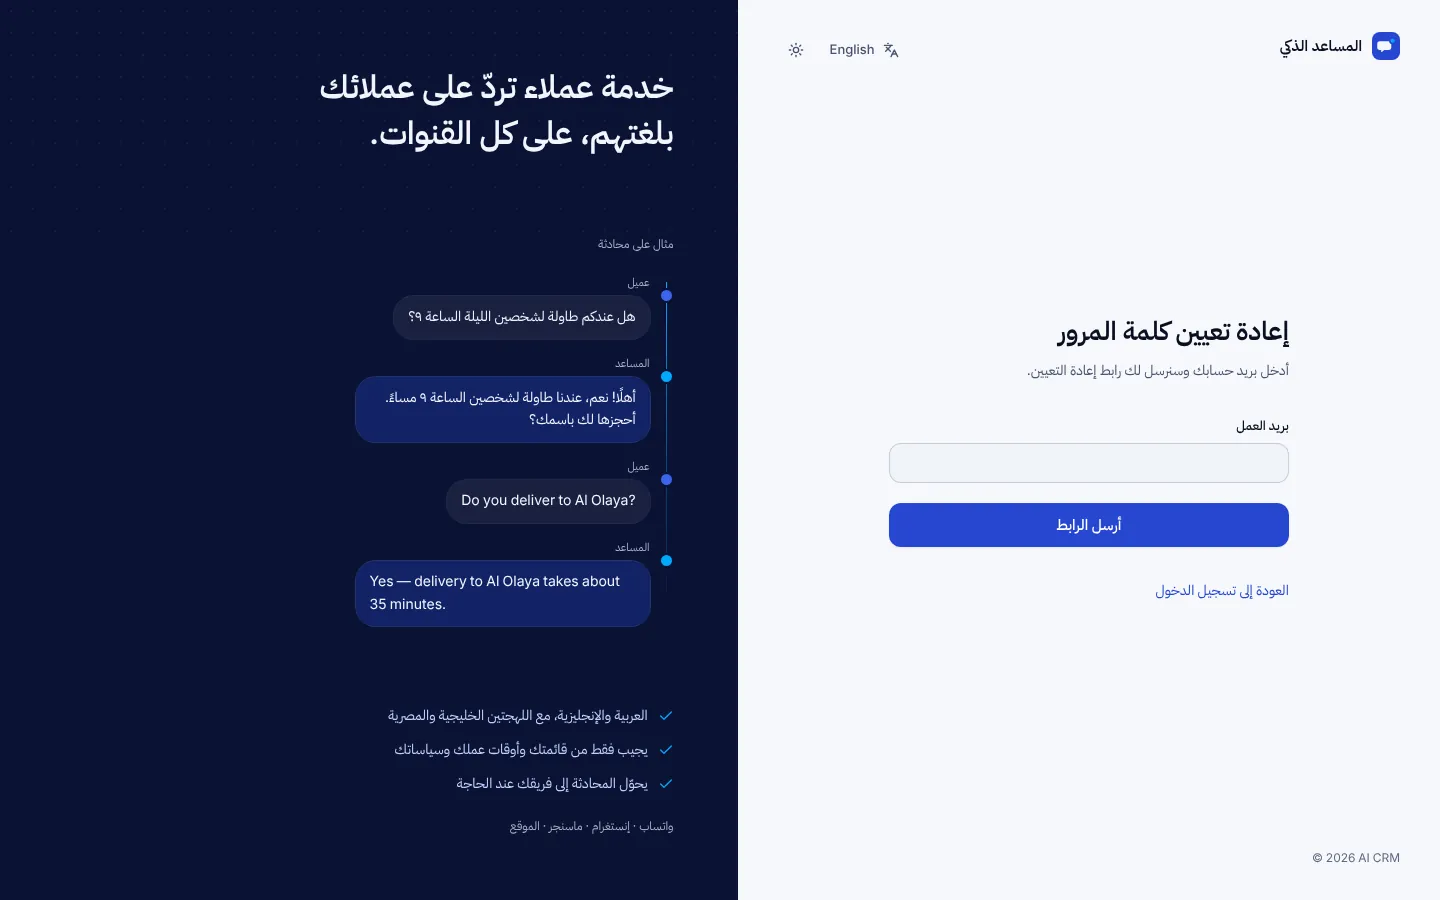 المساعد الذكي
English
إعادة تعيين كلمة المرور
أدخل بريد حسابك وسنرسل لك رابط إعادة التعيين.
بريد العمل
أرسل الرابط
العودة إلى تسجيل الدخول
© 2026 AI CRM
خدمة عملاء تردّ على عملائك
بلغتهم، على كل القنوات.
مثال على محادثة
عميل
هل عندكم طاولة لشخصين الليلة الساعة ٩؟
المساعد
أهلًا! نعم، عندنا طاولة لشخصين الساعة ٩ مساءً.
أحجزها لك باسمك؟
عميل
Do you deliver to Al Olaya?
المساعد
Yes — delivery to Al Olaya takes about
35 minutes.
العربية والإنجليزية، مع اللهجتين الخليجية والمصرية
يجيب فقط من قائمتك وأوقات عملك وسياساتك
يحوّل المحادثة إلى فريقك عند الحاجة
واتساب · إنستغرام · ماسنجر · الموقع